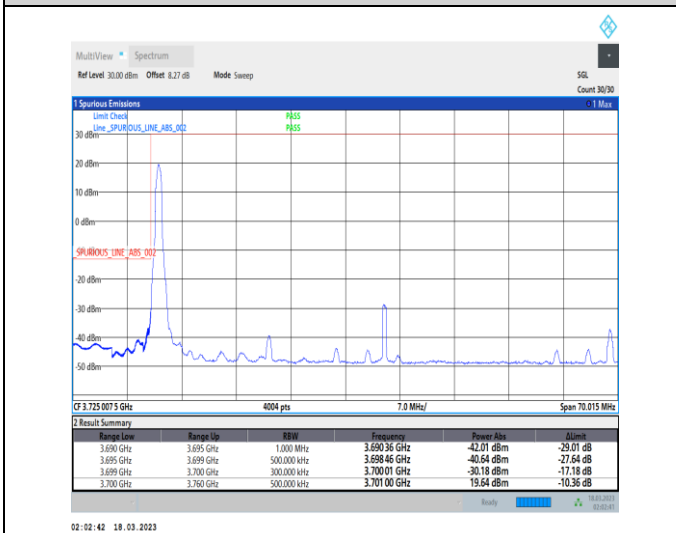 MultiView Spectrum
Ref Level 30.00 dBm Offset 8.27 dB Mode Sweep SGL
Count 30/30
1 Spurious Emissions 1 Max
Limit Check PASS
Line _SPURIOUS_LINE_ABS_002 PASS
30 dBm
20 dBm
10 dBm
0 dBm
_SPURIOUS_LINE_ABS_002
-20 dBm
-30 dBm
-40 dBm
-50 dBm
CF 3.725 007 5 GHz 4004 pts 7.0 MHz/ Span 70.015 MHz
2 Result Summary
Range Low Range Up RBW Frequency Power Abs ΔLimit
3.690 GHz 3.695 GHz 1.000 MHz 3.690 36 GHz -42.01 dBm -29.01 dB
3.695 GHz 3.699 GHz 500.000 kHz 3.698 46 GHz -40.64 dBm -27.64 dB
3.699 GHz 3.700 GHz 300.000 kHz 3.700 01 GHz -30.18 dBm -17.18 dB
3.700 GHz 3.760 GHz 500.000 kHz 3.701 00 GHz 19.64 dBm -10.36 dB
Ready 18.03.2023
02:02:41
02:02:42 18.03.2023